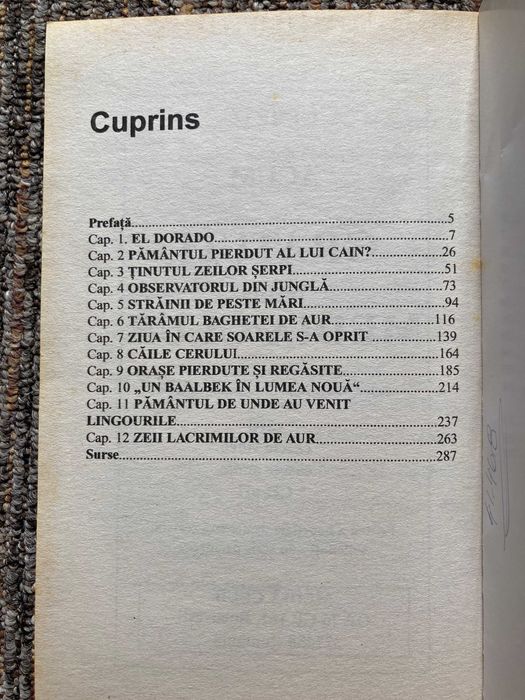 Cuprins
Prefață..........5
Cap. 1. EL DORADO..........7
Cap. 2 PĂMÂNTUL PIERDUT AL LUI CAIN?..........26
Cap. 3 ȚINUTUL ZEILOR ȘERPI..........51
Cap. 4 OBSERVATORUL DIN JUNGLĂ..........73
Cap. 5 STRĂINII DE PESTE MĂRI..........94
Cap. 6 TĂRÂMUL BAGHETEI DE AUR..........116
Cap. 7 ZIUA ÎN CARE SOARELE S-A OPRIT..........139
Cap. 8 CĂILE CERULUI..........164
Cap. 9 ORAȘE PIERDUTE ȘI REGĂSITE..........185
Cap. 10 „UN BAALBEK ÎN LUMEA NOUĂ“..........214
Cap. 11 PĂMÂNTUL DE UNDE AU VENIT
LINGOURILE..........237
Cap. 12 ZEII LACRIMILOR DE AUR..........263
Surse..........287